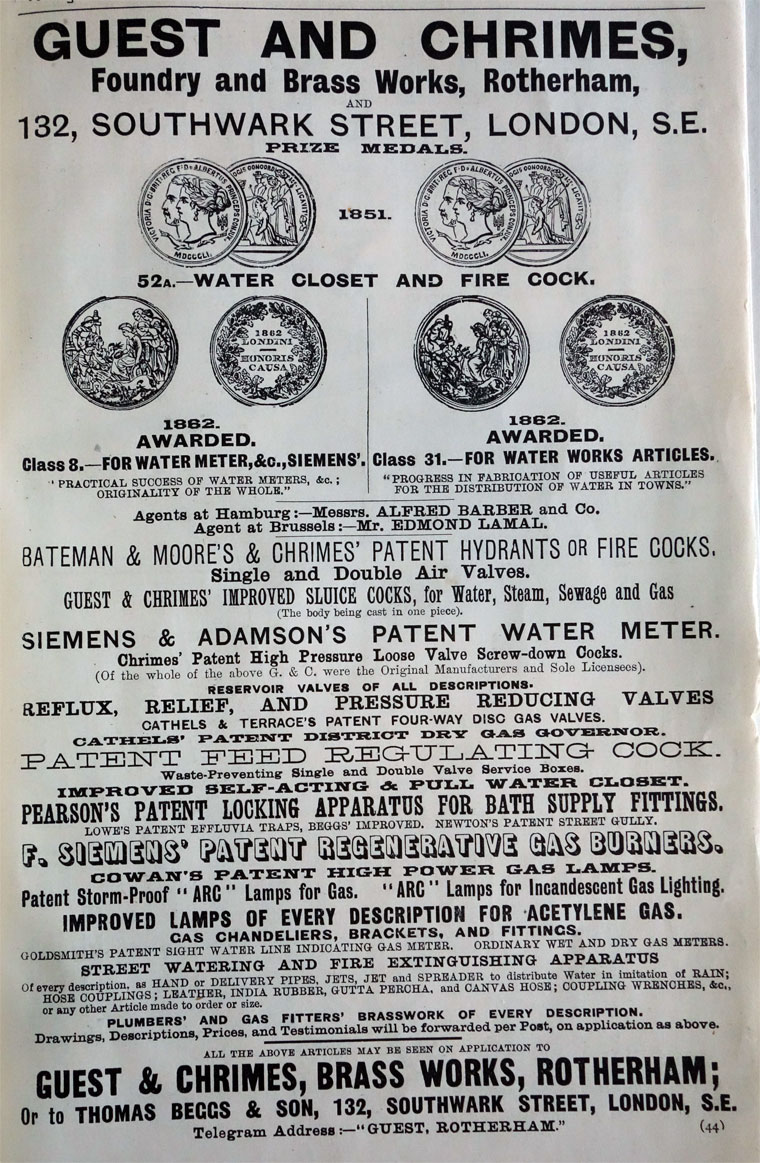 GUEST AND CHRIMES,
Foundry and Brass Works, Rotherham,
AND
132, SOUTHWARK STREET, LONDON, S.E.
PRIZE MEDALS.
VICTORIA D:G:BRIT:REG:F:D: ALBERTUS PRINCEPS CONIUX MDCCCLI.
1851.
VICTORIA D:G:BRIT:REG:F:D: ALBERTUS PRINCEPS CONIUX MDCCCLI.
52A.—WATER CLOSET AND FIRE COCK.
1862
LONDINI
HONORIS
CAUSA
1862
LONDINI
HONORIS
CAUSA
1862.
AWARDED.
Class 8.—FOR WATER METER,&c.,SIEMENS'.
"PRACTICAL SUCCESS OF WATER METERS, &c.;
ORIGINALITY OF THE WHOLE."
1862.
AWARDED.
Class 31.—FOR WATER WORKS ARTICLES.
"PROGRESS IN FABRICATION OF USEFUL ARTICLES
FOR THE DISTRIBUTION OF WATER IN TOWNS."
Agents at Hamburg:—Messrs. ALFRED BARBER and Co.
Agent at Brussels:—Mr. EDMOND LAMAL.
BATEMAN & MOORE'S & CHRIMES' PATENT HYDRANTS OR FIRE COCKS.
Single and Double Air Valves.
GUEST & CHRIMES' IMPROVED SLUICE COCKS, for Water, Steam, Sewage and Gas
(The body being cast in one piece).
SIEMENS & ADAMSON'S PATENT WATER METER.
Chrimes' Patent High Pressure Loose Valve Screw-down Cocks.
(Of the whole of the above G. & C. were the Original Manufacturers and Sole Licensees).
RESERVOIR VALVES OF ALL DESCRIPTIONS.
REFLUX, RELIEF, AND PRESSURE REDUCING VALVES
CATHELS & TERRACE'S PATENT FOUR-WAY DISC GAS VALVES.
CATHELS' PATENT DISTRICT DRY GAS GOVERNOR.
PATENT FEED REGULATING COCK.
Waste-Preventing Single and Double Valve Service Boxes.
IMPROVED SELF-ACTING & PULL WATER CLOSET.
PEARSON'S PATENT LOCKING APPARATUS FOR BATH SUPPLY FITTINGS.
LOWE'S PATENT EFFLUVIA TRAPS, BEGGS' IMPROVED. NEWTON'S PATENT STREET GULLY.
F. SIEMENS' PATENT REGENERATIVE GAS BURNERS.
COWAN'S PATENT HIGH POWER GAS LAMPS.
Patent Storm-Proof "ARC" Lamps for Gas. "ARC" Lamps for Incandescent Gas Lighting.
IMPROVED LAMPS OF EVERY DESCRIPTION FOR ACETYLENE GAS.
GAS CHANDELIERS, BRACKETS, AND FITTINGS.
GOLDSMITH'S PATENT SIGHT WATER LINE INDICATING GAS METER. ORDINARY WET AND DRY GAS METERS.
STREET WATERING AND FIRE EXTINGUISHING APPARATUS
Of every description, as HAND or DELIVERY PIPES, JETS, JET and SPREADER to distribute Water in imitation of RAIN;
HOSE COUPLINGS; LEATHER, INDIA RUBBER, GUTTA PERCHA, and CANVAS HOSE; COUPLING WRENCHES, &c.,
or any other Article made to order or size.
PLUMBERS' AND GAS FITTERS' BRASSWORK OF EVERY DESCRIPTION.
Drawings, Descriptions, Prices, and Testimonials will be forwarded per Post, on application as above.
ALL THE ABOVE ARTICLES MAY BE SEEN ON APPLICATION TO
GUEST & CHRIMES, BRASS WORKS, ROTHERHAM;
Or to THOMAS BEGGS & SON, 132, SOUTHWARK STREET, LONDON, S.E.
Telegram Address:—"GUEST, ROTHERHAM."
(44)